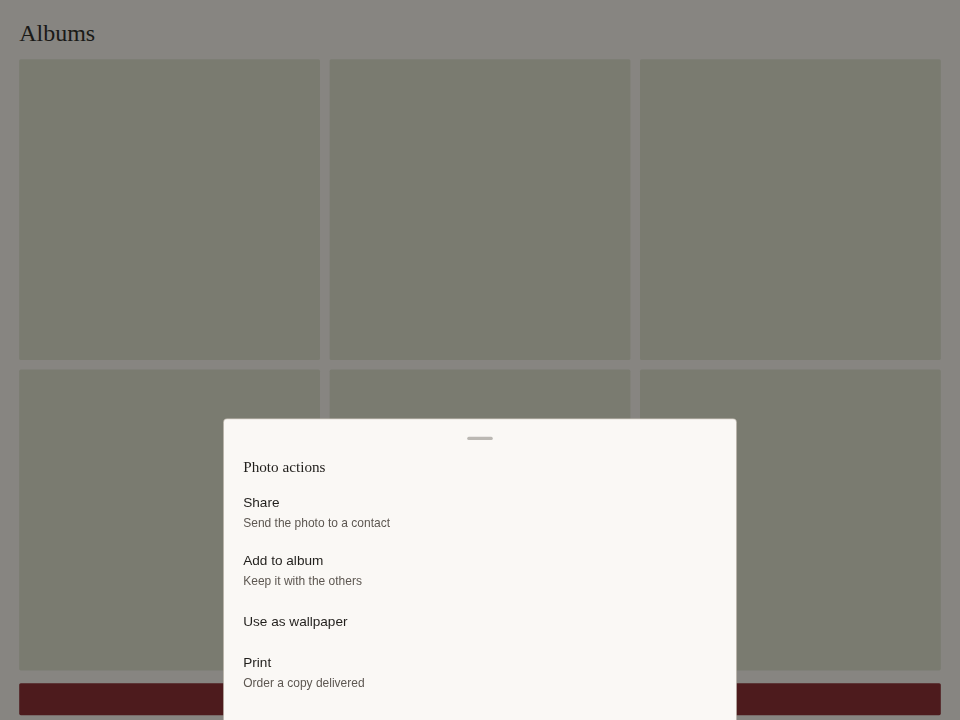 Albums
Photo actions
Share
Send the photo to a contact
Add to album
Keep it with the others
Use as wallpaper
Print
Order a copy delivered